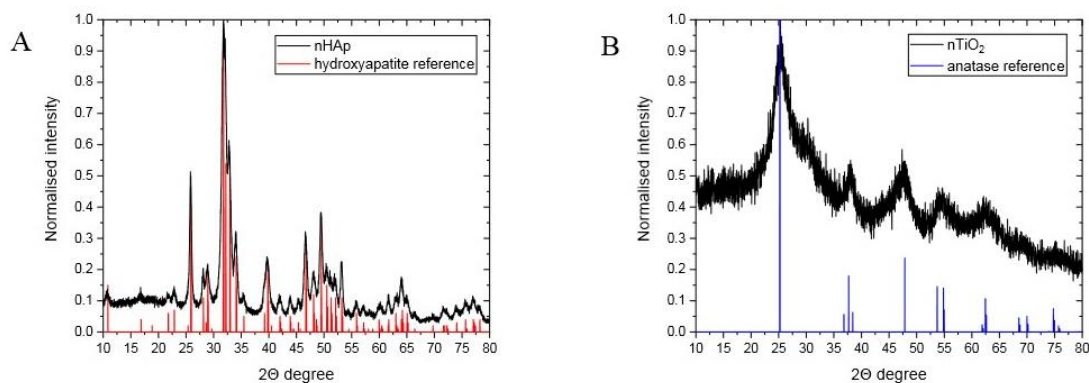 A
nHAp
hydroxyapatite reference
Normalised intensity
1.0
0.9
0.8
0.7
0.6
0.5
0.4
0.3
0.2
0.1
0.0
10 15 20 25 30 35 40 45 50 55 60 65 70 75 80
2Θ degree
B
nTiO₂
anatase reference
Normalised intensity
1.0
0.9
0.8
0.7
0.6
0.5
0.4
0.3
0.2
0.1
0.0
10 15 20 25 30 35 40 45 50 55 60 65 70 75 80
2Θ degree